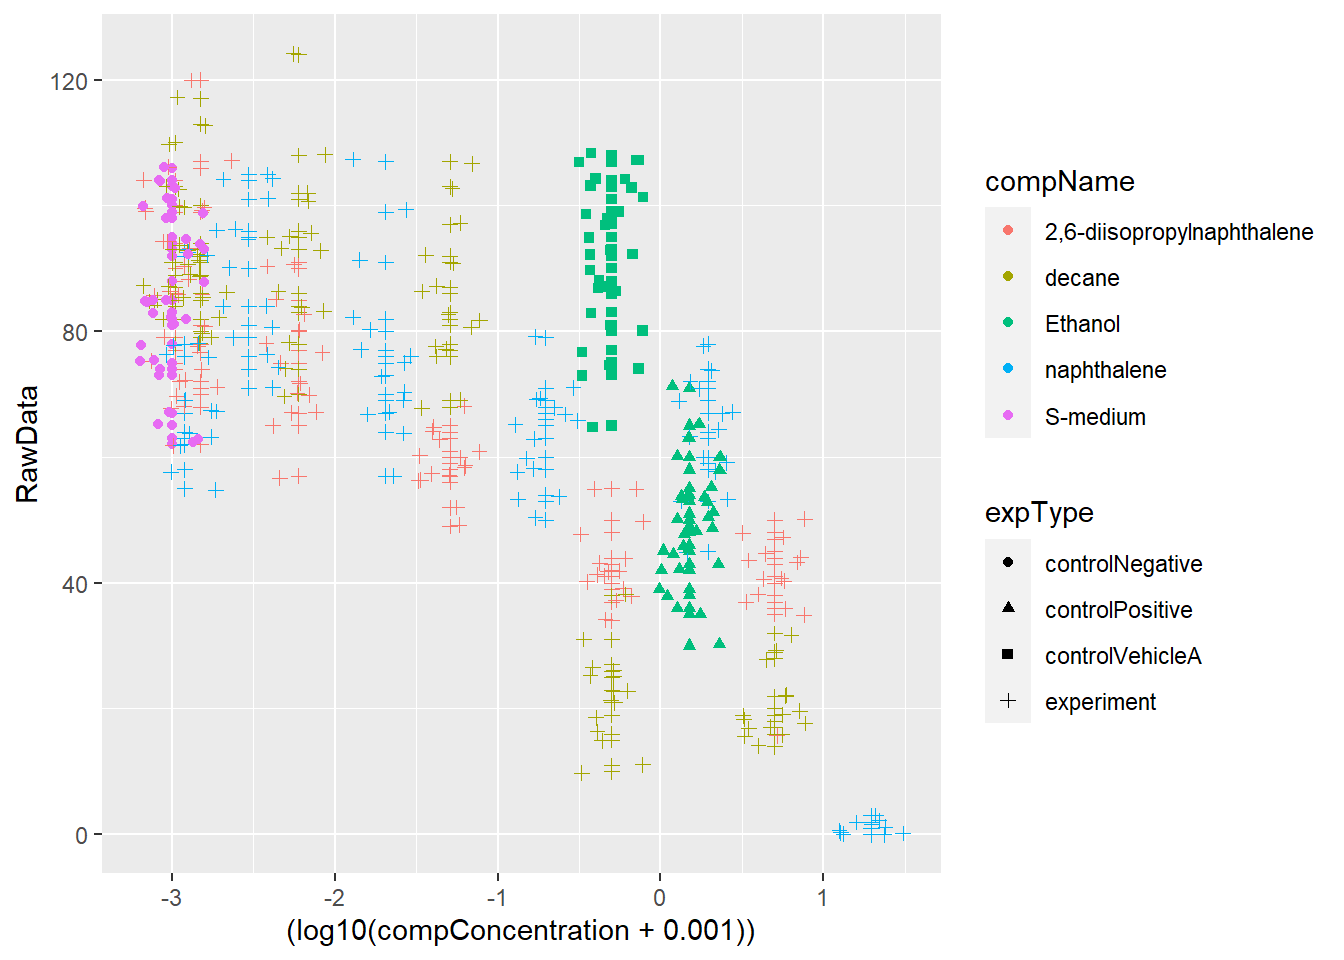 120
80
40
0
RawData
-3
-2
-1
0
1
(log10(compConcentration + 0.001))
compName
2,6-diisopropylnaphthalene
decane
Ethanol
naphthalene
S-medium
expType
controlNegative
controlPositive
controlVehicleA
experiment